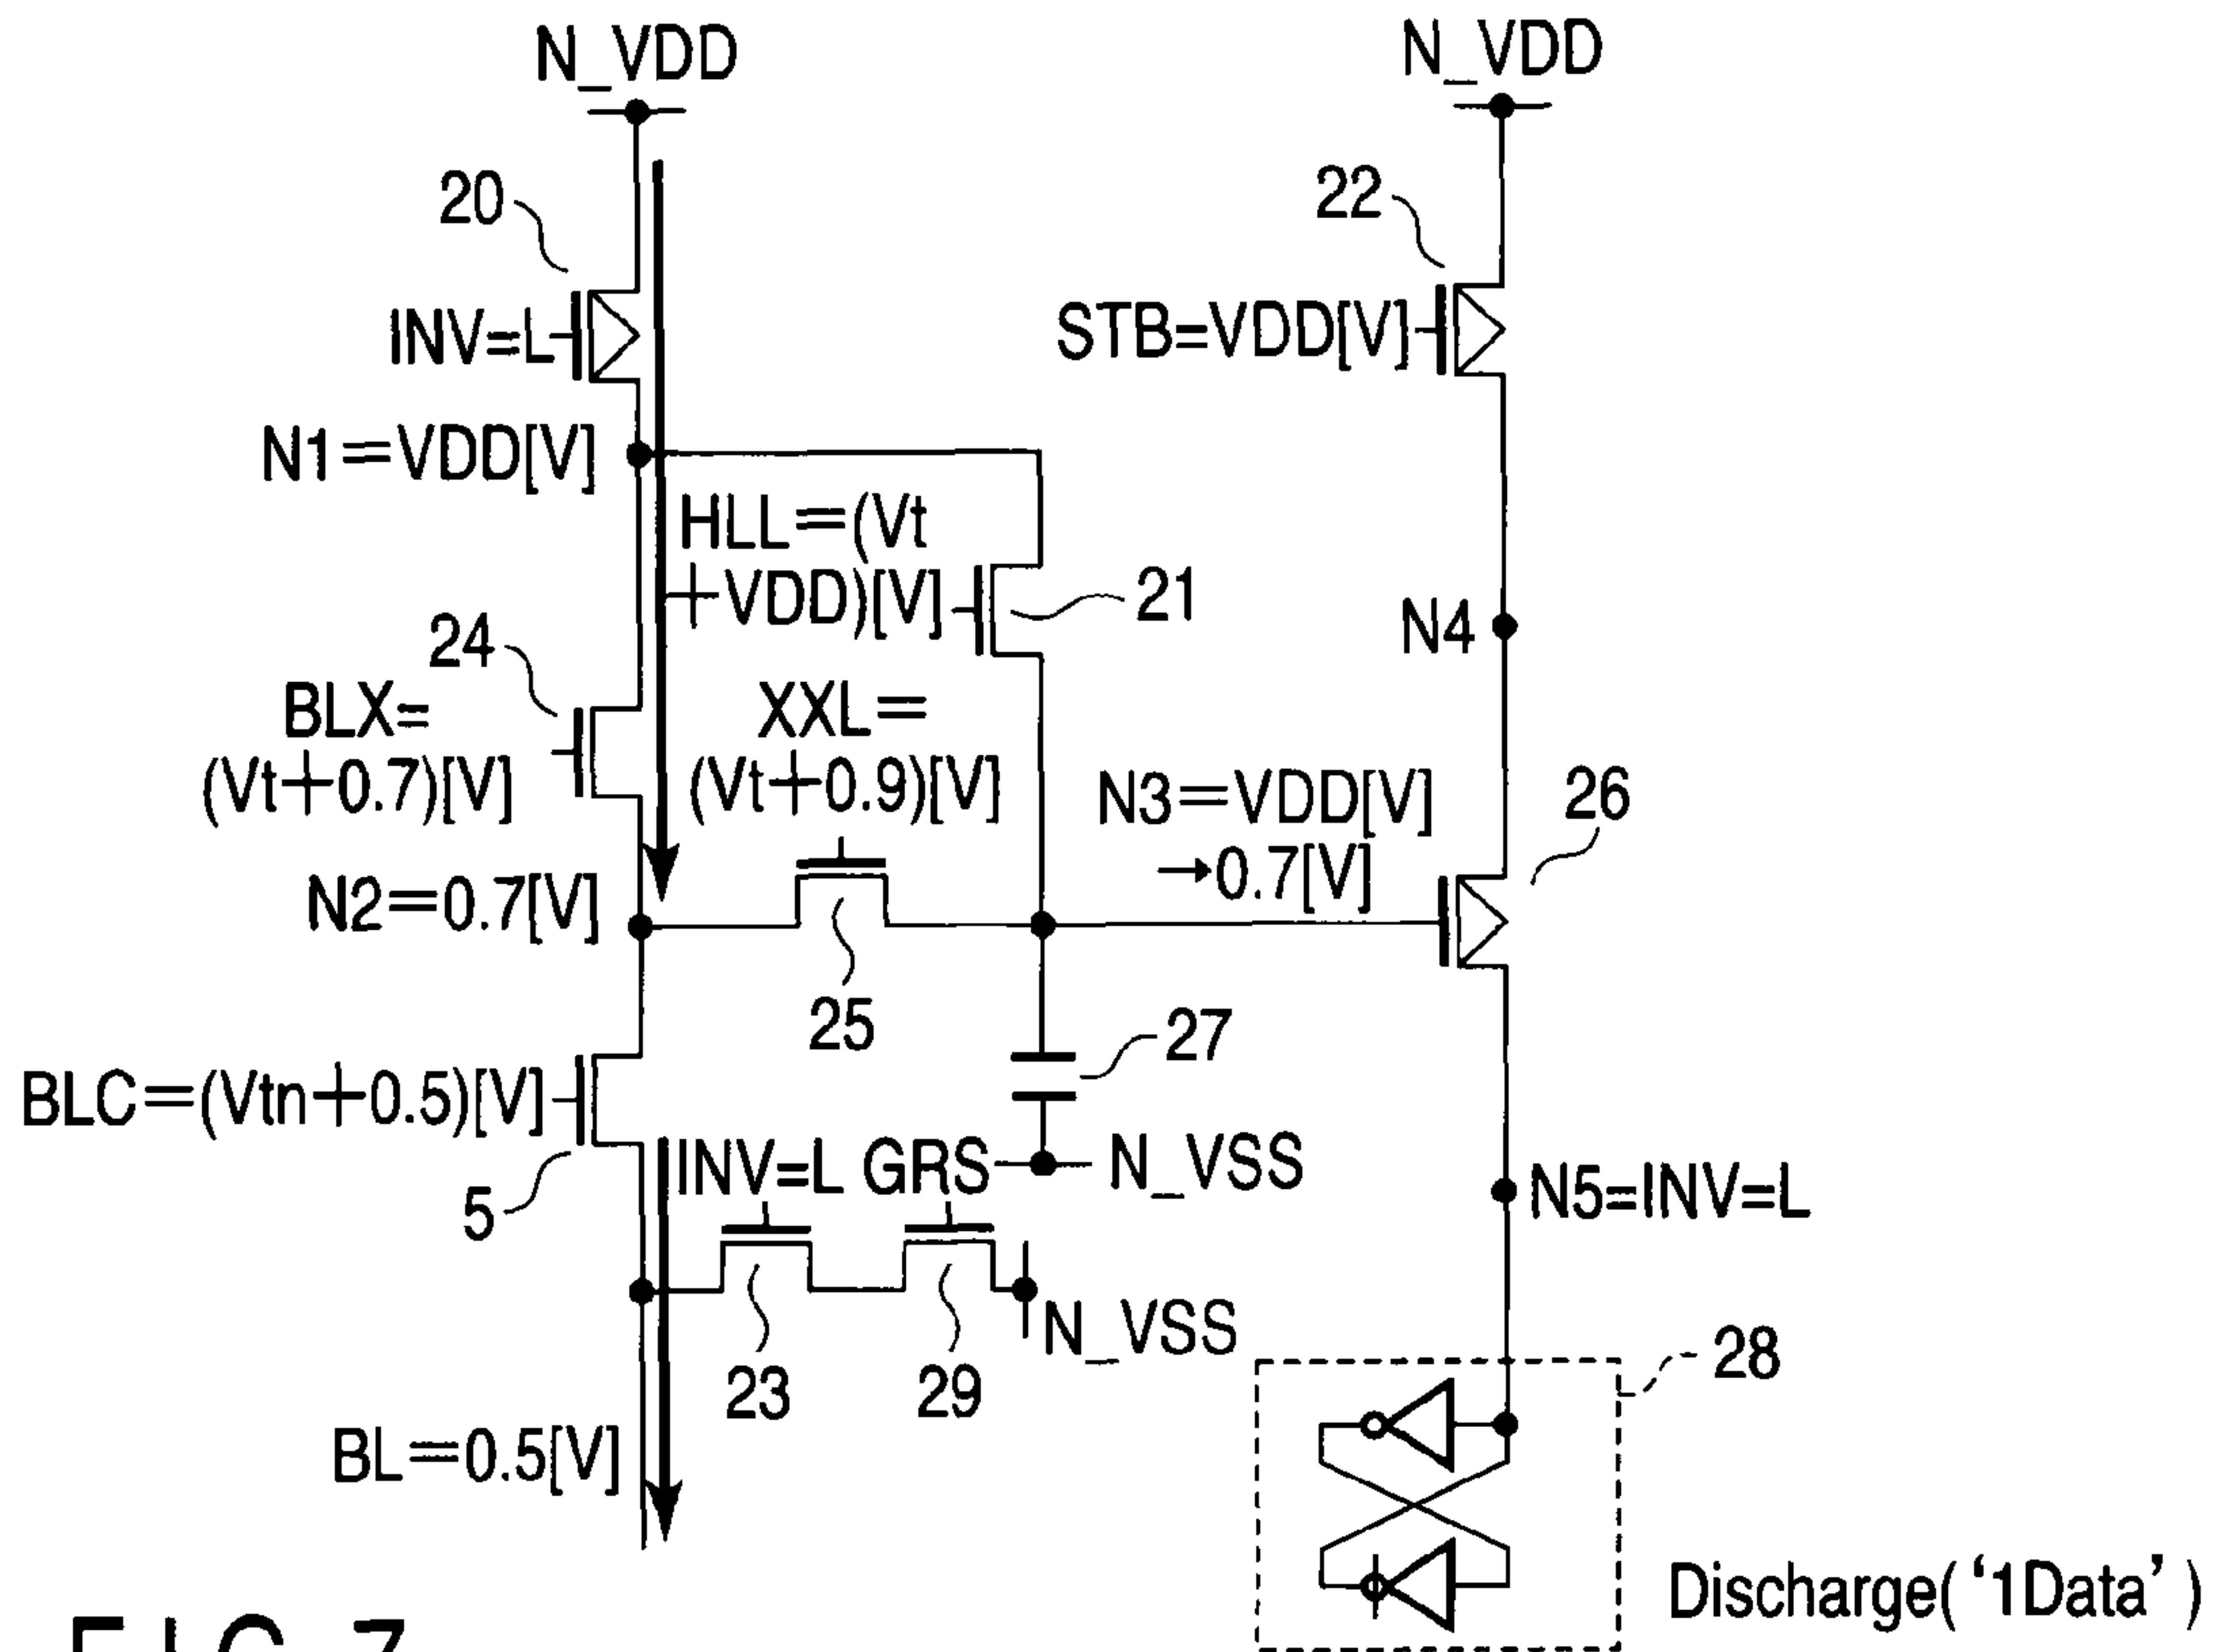 N_VDD
N_VDD
20
22
INV=L
STB=VDD[V]
N1=VDD[V]
HLL=(Vt
+VDD)[V]
21
N4
24
BLX=
(Vt+0.7)[V]
XXL=
(Vt+0.9)[V]
N3=VDD[V]
→0.7[V]
26
N2=0.7[V]
25
27
BLC=(Vtn+0.5)[V]
INV=L
GRS
N_VSS
5
N5=INV=L
N_VSS
23
29
28
BL=0.5[V]
Discharge(‘1Data’)